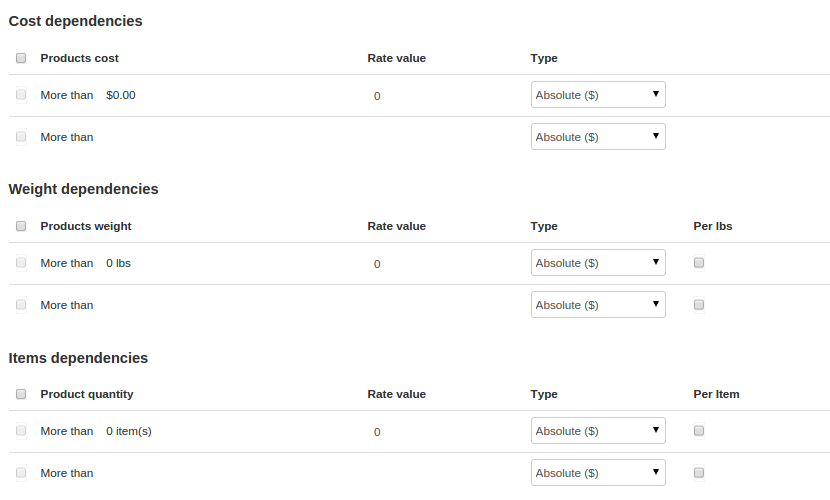 Cost dependencies
Products cost Rate value Type
More than $0.00 0 Absolute ($)
More than Absolute ($)
Weight dependencies
Products weight Rate value Type Per lbs
More than 0 lbs 0 Absolute ($)
More than Absolute ($)
Items dependencies
Product quantity Rate value Type Per Item
More than 0 item(s) 0 Absolute ($)
More than Absolute ($)